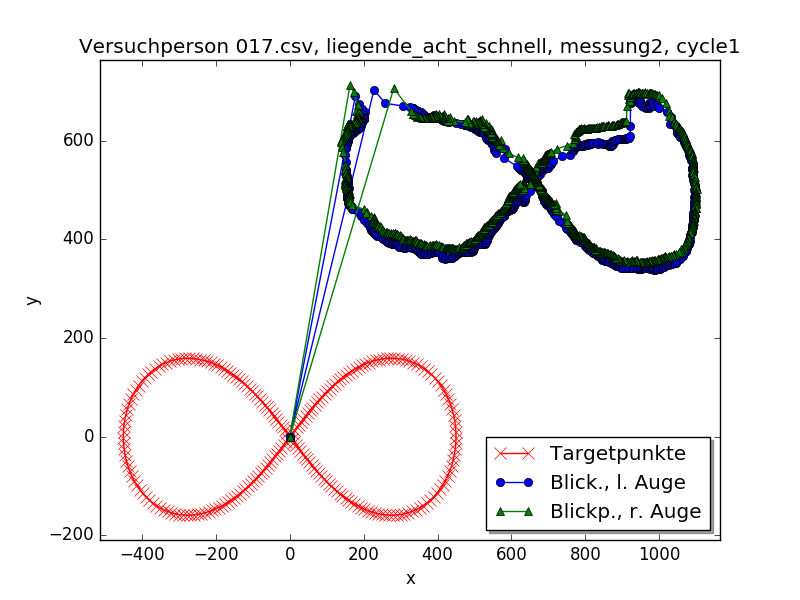 Versuchperson 017.csv, liegende_acht_schnell, messung2, cycle1
y
600
400
200
0
−200
−400
−200
0
200
400
600
800
1000
x
Targetpunkte
Blick., l. Auge
Blickp., r. Auge